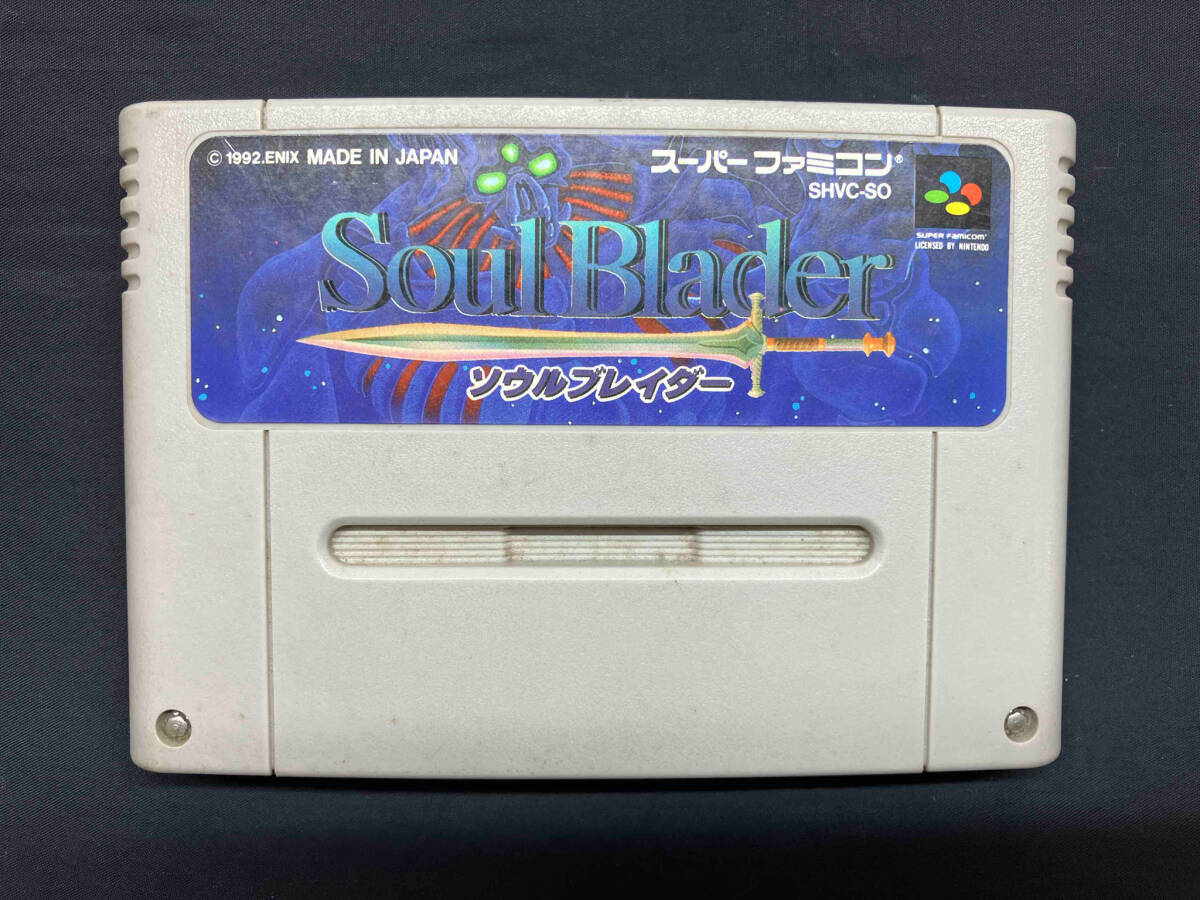 © 1992.ENIX MADE IN JAPAN
スーパーファミコン®
SHVC-SO
SUPER FAMICOM
LICENSED BY NINTENDO
Soul Blader
ソウルブレイダー